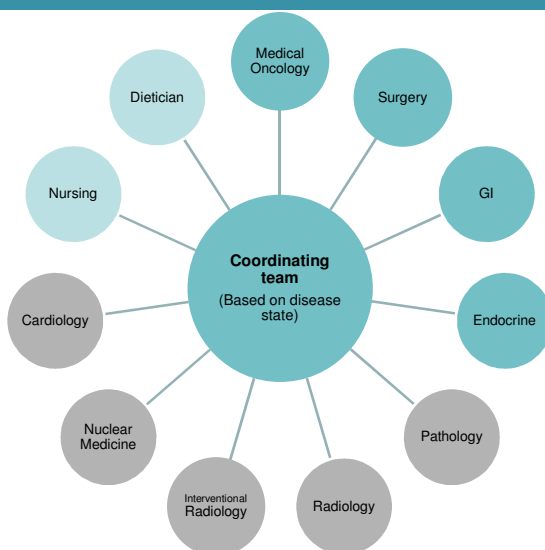 Medical
Oncology
Surgery
Dietician
GI
Nursing
Coordinating
team
(Based on disease
state)
Endocrine
Cardiology
Pathology
Nuclear
Medicine
Interventional
Radiology
Radiology